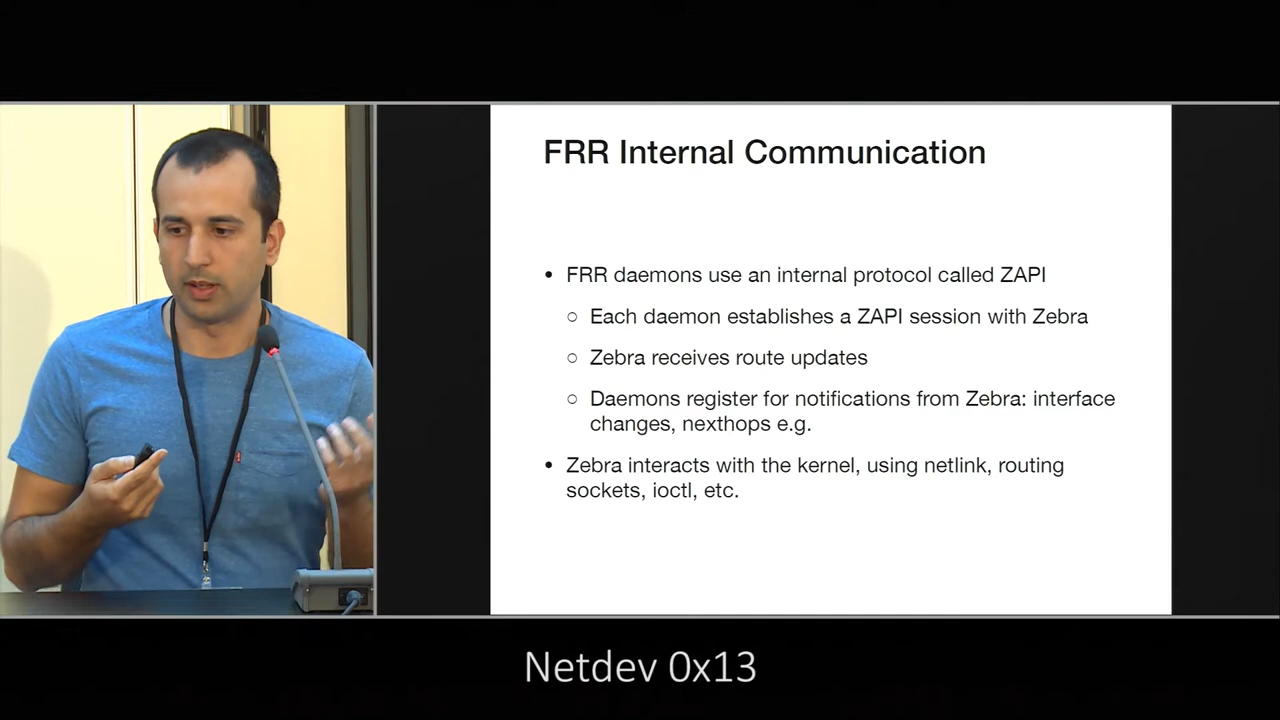 FRR Internal Communication
• FRR daemons use an internal protocol called ZAPI
○ Each daemon establishes a ZAPI session with Zebra
○ Zebra receives route updates
○ Daemons register for notifications from Zebra: interface
changes, nexthops e.g.
• Zebra interacts with the kernel, using netlink, routing
sockets, ioctl, etc.
Netdev 0x13